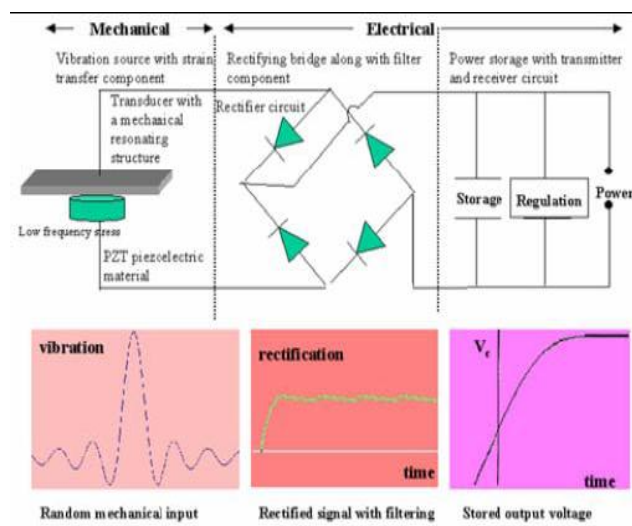 Mechanical
Electrical
Vibration source with strain
transfer component
Rectifying bridge along with filter
component
Power storage with transmitter
and receiver circuit
Transducer with
a mechanical
resonating
structure
Rectifier circuit
Storage
Regulation
Power
Low frequency stress
PZT piezoelectric
material
vibration
rectification
time
Vc
time
Random mechanical input
Rectified signal with filtering
Stored output voltage